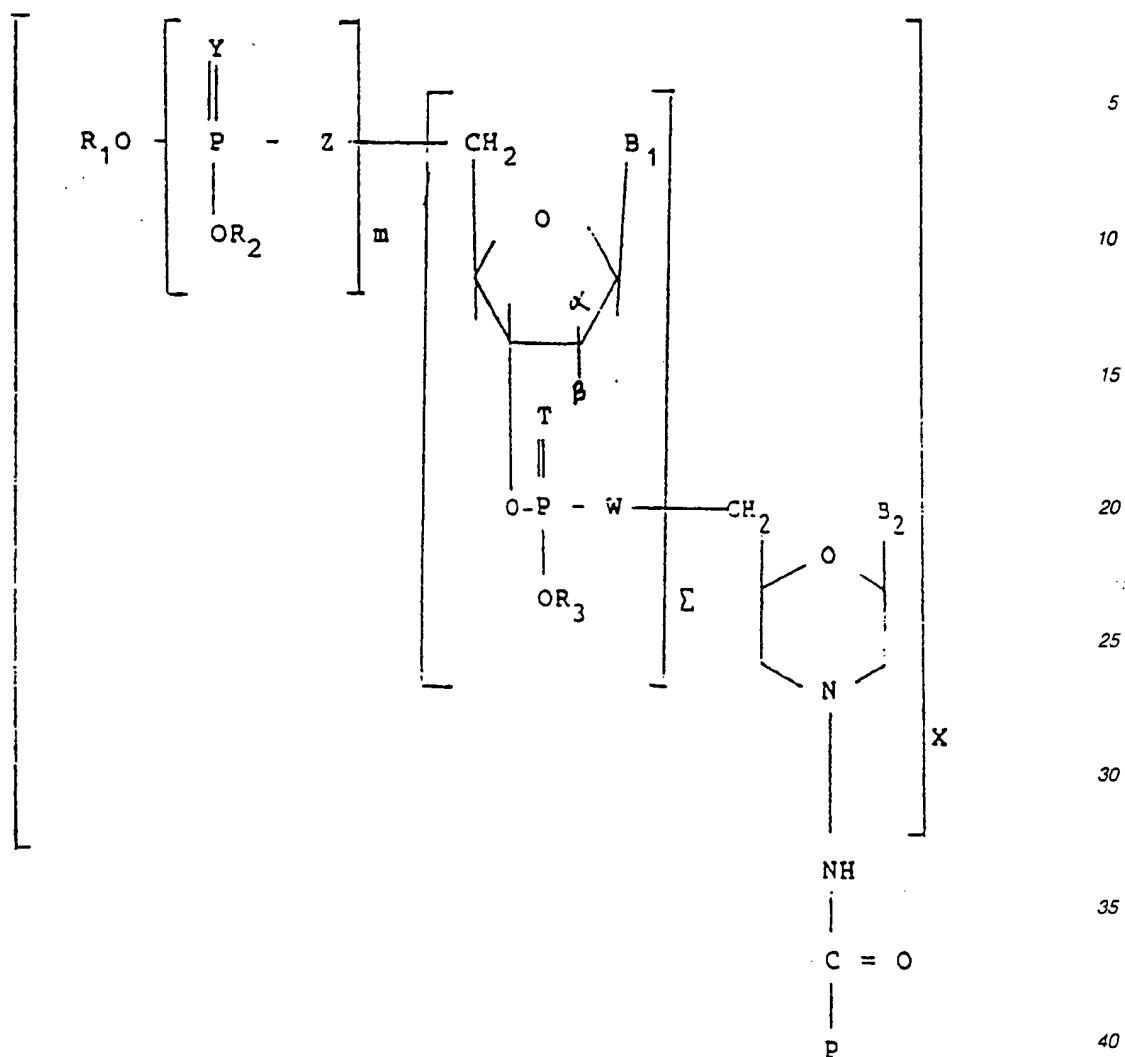 Y
5
R₁O P - Z CH₂ B₁
O
OR₂ m
10
α
β
15
T
O-P - W CH₂ B₂
20
O
OR₃ Σ
25
N
X
30
NH
35
C = O
P
40